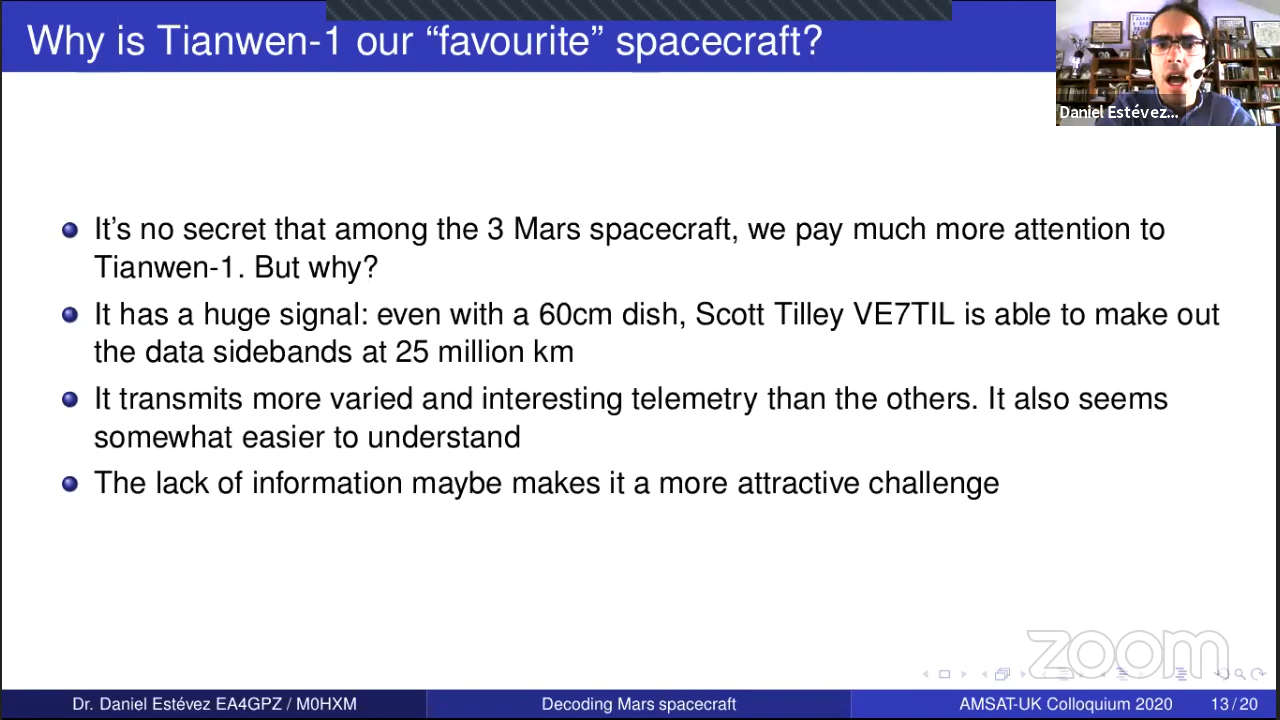 Why is Tianwen-1 our “favourite” spacecraft?
Daniel Estévez...
It’s no secret that among the 3 Mars spacecraft, we pay much more attention to
Tianwen-1. But why?
It has a huge signal: even with a 60cm dish, Scott Tilley VE7TIL is able to make out
the data sidebands at 25 million km
It transmits more varied and interesting telemetry than the others. It also seems
somewhat easier to understand
The lack of information maybe makes it a more attractive challenge
zoom
Dr. Daniel Estévez EA4GPZ / M0HXM
Decoding Mars spacecraft
AMSAT-UK Colloquium 2020
13 / 20